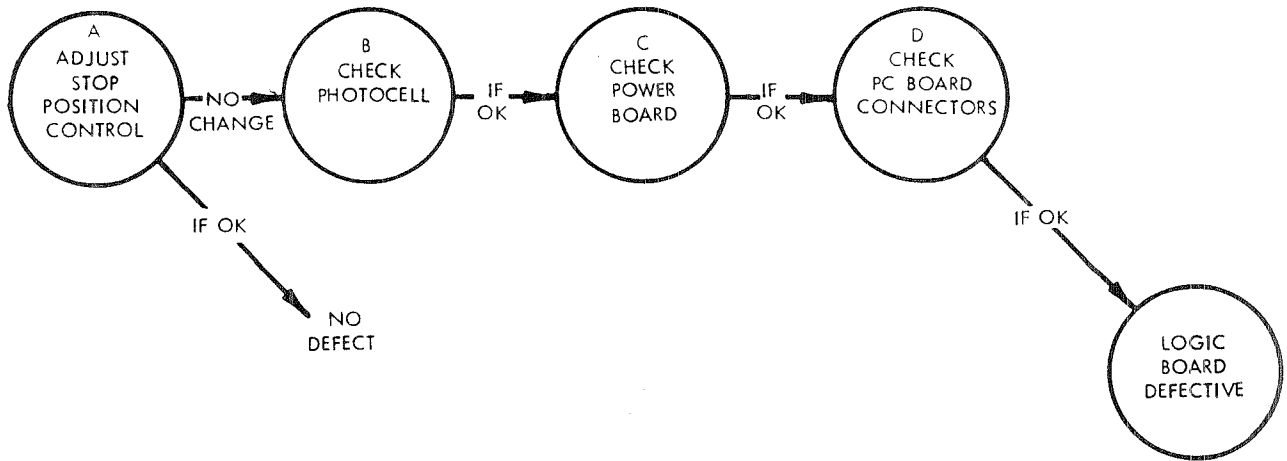 A
ADJUST
STOP
POSITION
CONTROL
NO
CHANGE
IF OK
NO
DEFECT
B
CHECK
PHOTOCELL
IF
OK
C
CHECK
POWER
BOARD
IF
OK
D
CHECK
PC BOARD
CONNECTORS
IF OK
LOGIC
BOARD
DEFECTIVE